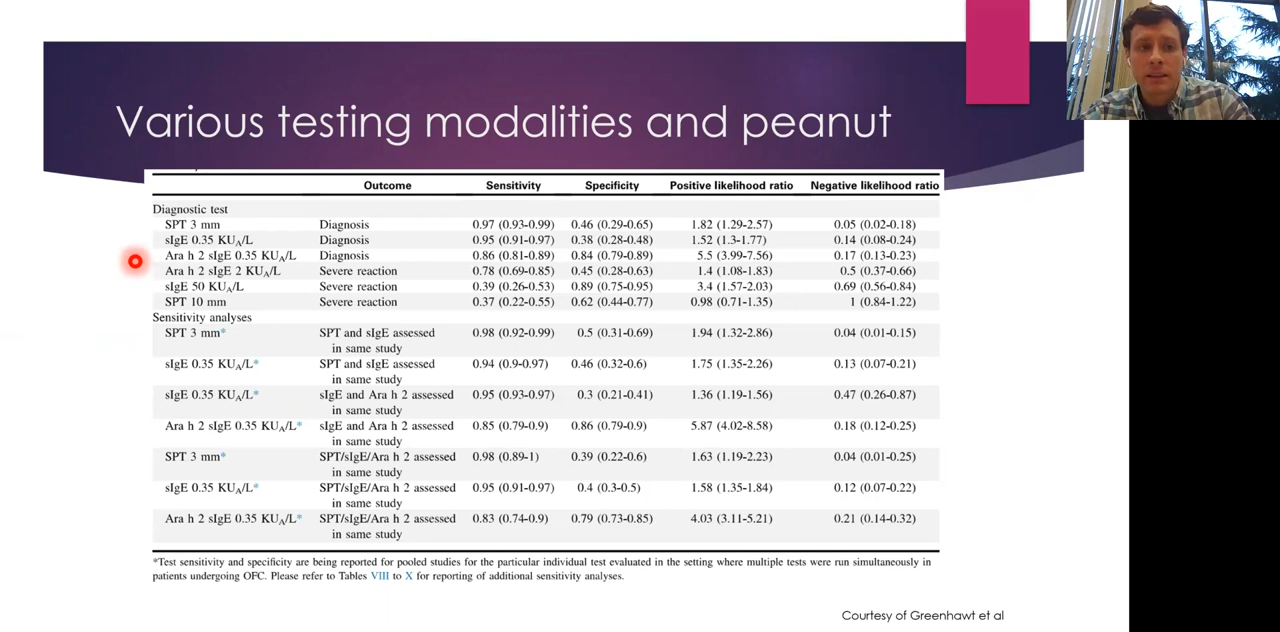 Various testing modalities and peanut
Outcome Sensitivity Specificity Positive likelihood ratio Negative likelihood ratio
Diagnostic test
SPT 3 mm Diagnosis 0.97 (0.93-0.99) 0.46 (0.29-0.65) 1.82 (1.29-2.57) 0.05 (0.02-0.18)
sIgE 0.35 KUA/L Diagnosis 0.95 (0.91-0.97) 0.38 (0.28-0.48) 1.52 (1.3-1.77) 0.14 (0.08-0.24)
Ara h 2 sIgE 0.35 KUA/L Diagnosis 0.86 (0.81-0.89) 0.84 (0.79-0.89) 5.5 (3.99-7.56) 0.17 (0.13-0.23)
Ara h 2 sIgE 2 KUA/L Severe reaction 0.78 (0.69-0.85) 0.45 (0.28-0.63) 1.4 (1.08-1.83) 0.5 (0.37-0.66)
sIgE 50 KUA/L Severe reaction 0.39 (0.26-0.53) 0.89 (0.75-0.95) 3.4 (1.57-2.03) 0.69 (0.56-0.84)
SPT 10 mm Severe reaction 0.37 (0.22-0.55) 0.62 (0.44-0.77) 0.98 (0.71-1.35) 1 (0.84-1.22)
Sensitivity analyses
SPT 3 mm* SPT and sIgE assessed 0.98 (0.92-0.99) 0.5 (0.31-0.69) 1.94 (1.32-2.86) 0.04 (0.01-0.15)
in same study
sIgE 0.35 KUA/L* SPT and sIgE assessed 0.94 (0.9-0.97) 0.46 (0.32-0.6) 1.75 (1.35-2.26) 0.13 (0.07-0.21)
in same study
sIgE 0.35 KUA/L* sIgE and Ara h 2 assessed 0.95 (0.93-0.97) 0.3 (0.21-0.41) 1.36 (1.19-1.56) 0.47 (0.26-0.87)
in same study
Ara h 2 sIgE 0.35 KUA/L* sIgE and Ara h 2 assessed 0.85 (0.79-0.9) 0.86 (0.79-0.9) 5.87 (4.02-8.58) 0.18 (0.12-0.25)
in same study
SPT 3 mm* SPT/sIgE/Ara h 2 assessed 0.98 (0.89-1) 0.39 (0.22-0.6) 1.63 (1.19-2.23) 0.04 (0.01-0.25)
in same study
sIgE 0.35 KUA/L* SPT/sIgE/Ara h 2 assessed 0.95 (0.91-0.97) 0.4 (0.3-0.5) 1.58 (1.35-1.84) 0.12 (0.07-0.22)
in same study
Ara h 2 sIgE 0.35 KUA/L* SPT/sIgE/Ara h 2 assessed 0.83 (0.74-0.9) 0.79 (0.73-0.85) 4.03 (3.11-5.21) 0.21 (0.14-0.32)
in same study
*Test sensitivity and specificity are being reported for pooled studies for the particular individual test evaluated in the setting where multiple tests were run simultaneously in
patients undergoing OFC. Please refer to Tables VIII to X for reporting of additional sensitivity analyses.
Courtesy of Greenhawt et al